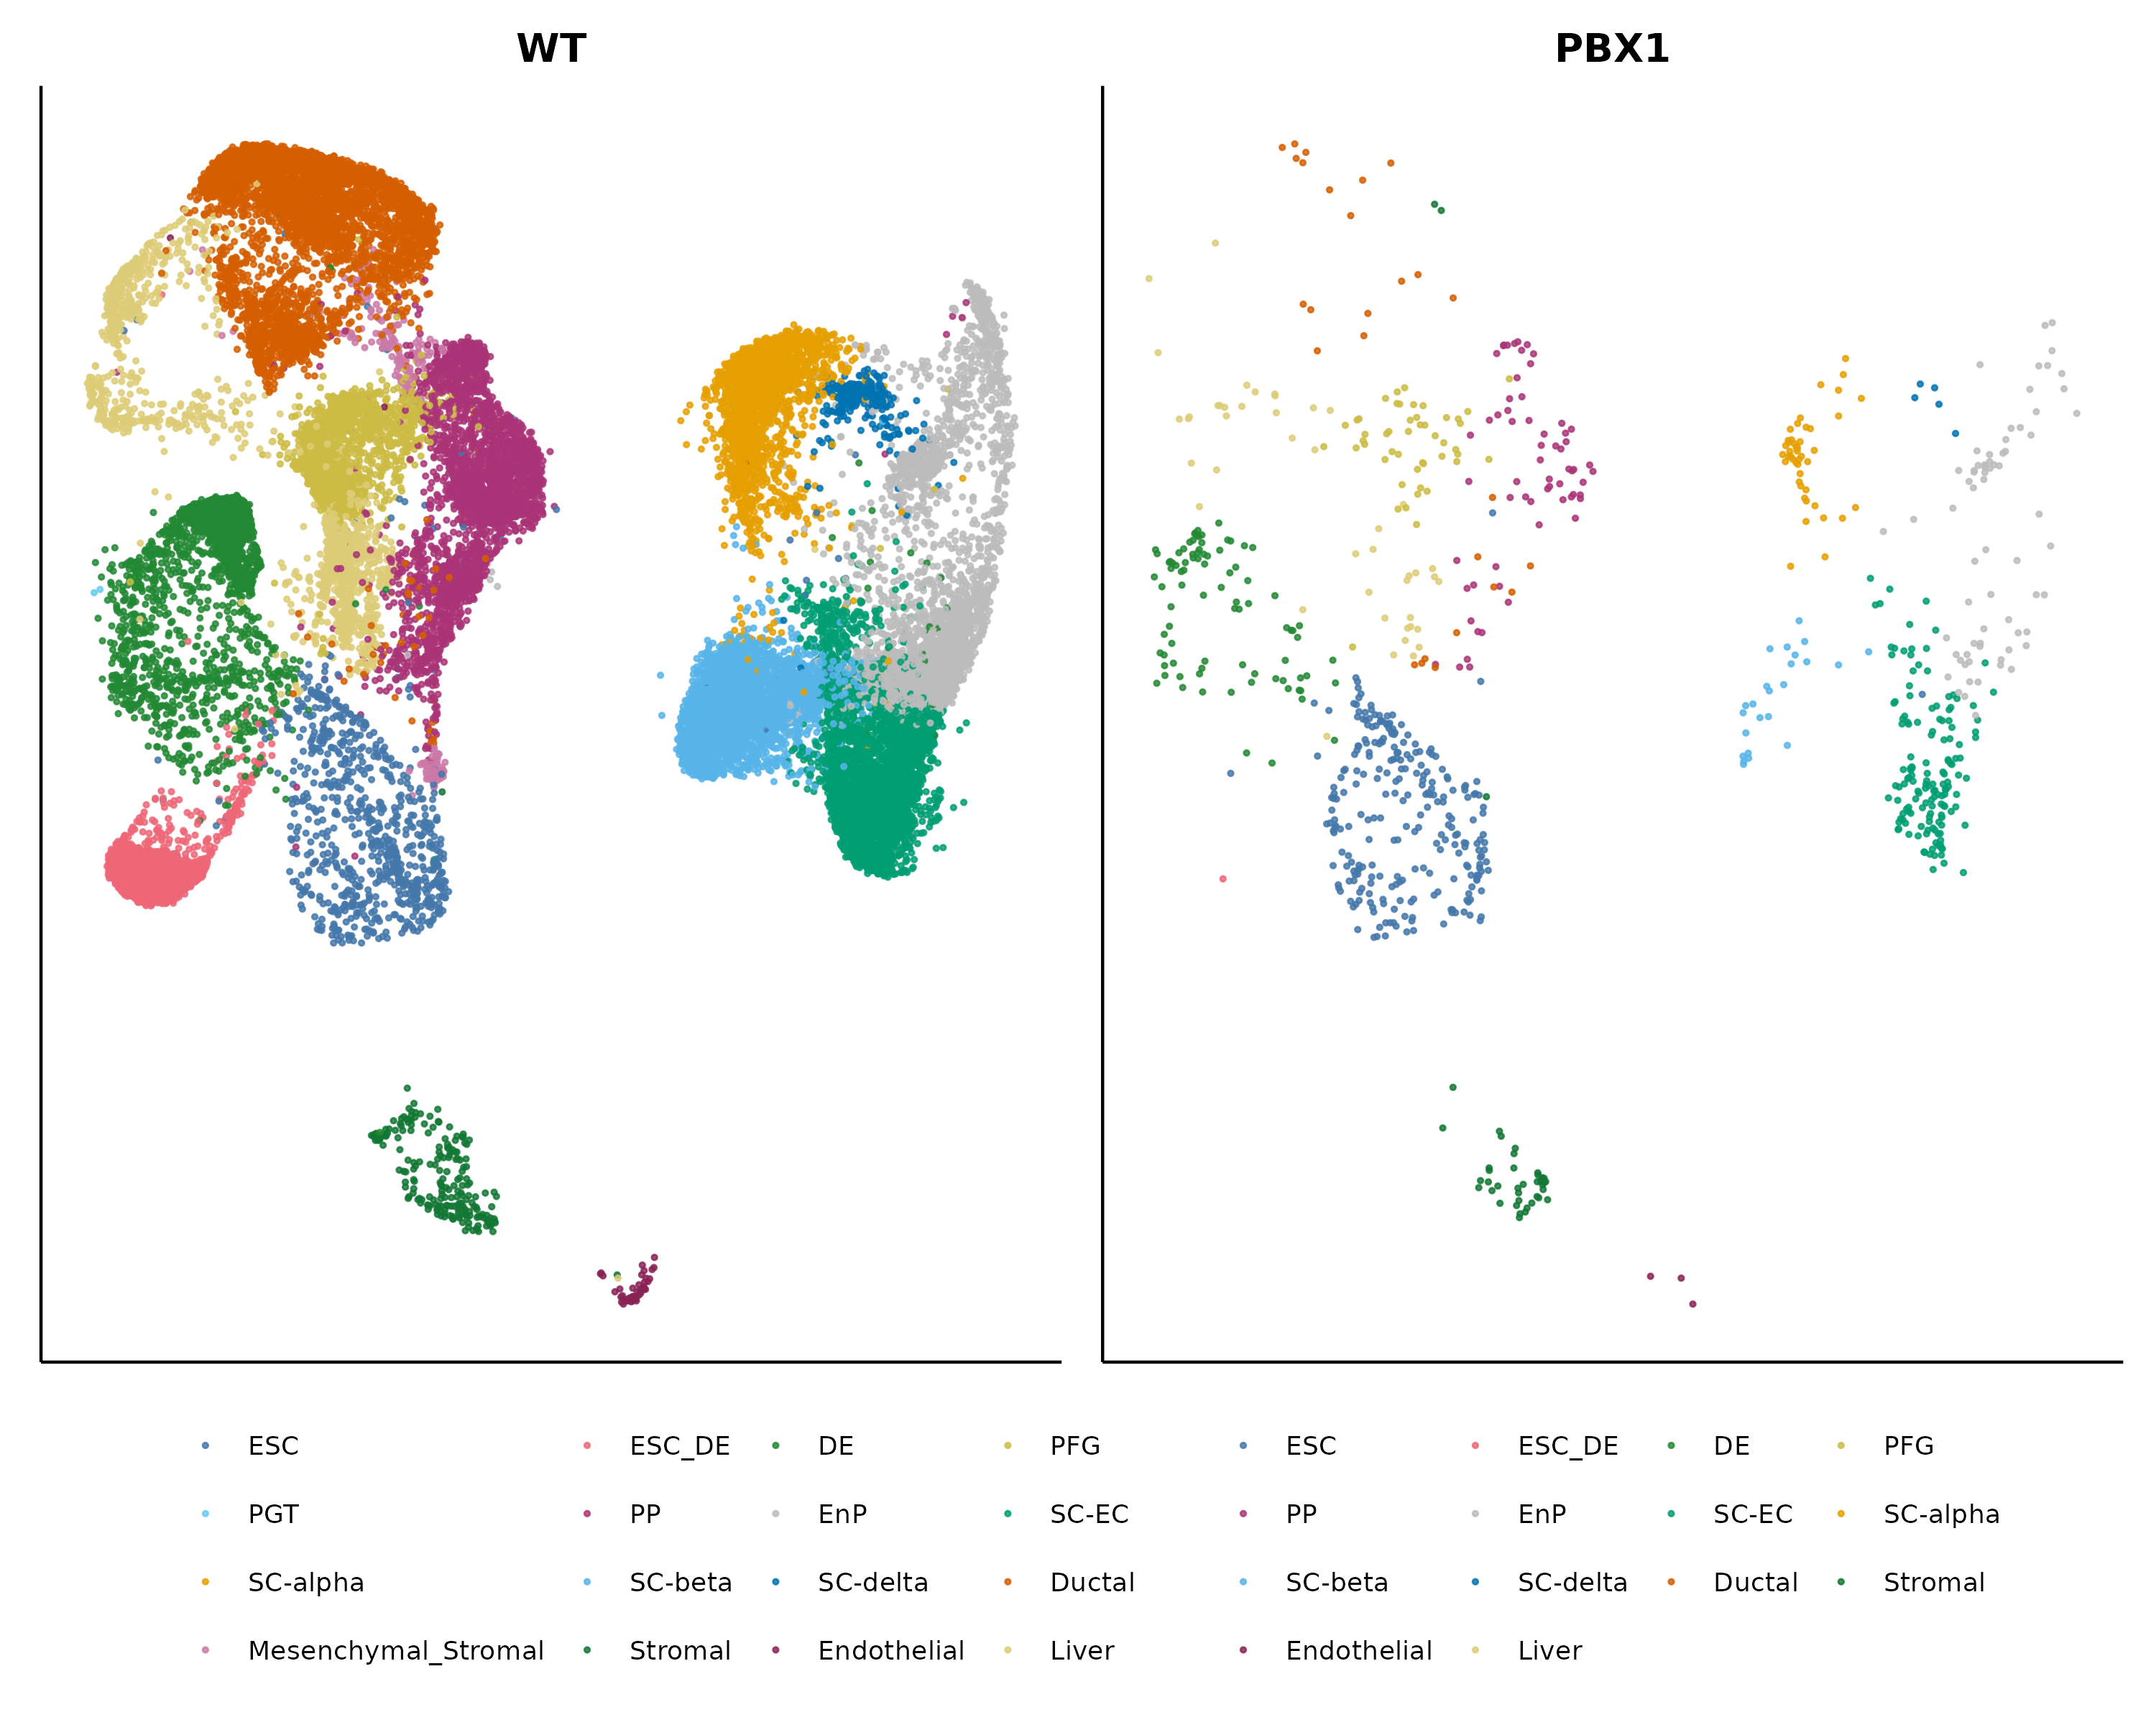 WT
PBX1
ESC ESC_DE DE PFG ESC ESC_DE DE PFG
PGT PP EnP SC-EC PP EnP SC-EC SC-alpha
SC-alpha SC-beta SC-delta Ductal SC-beta SC-delta Ductal Stromal
Mesenchymal_Stromal Stromal Endothelial Liver Endothelial Liver